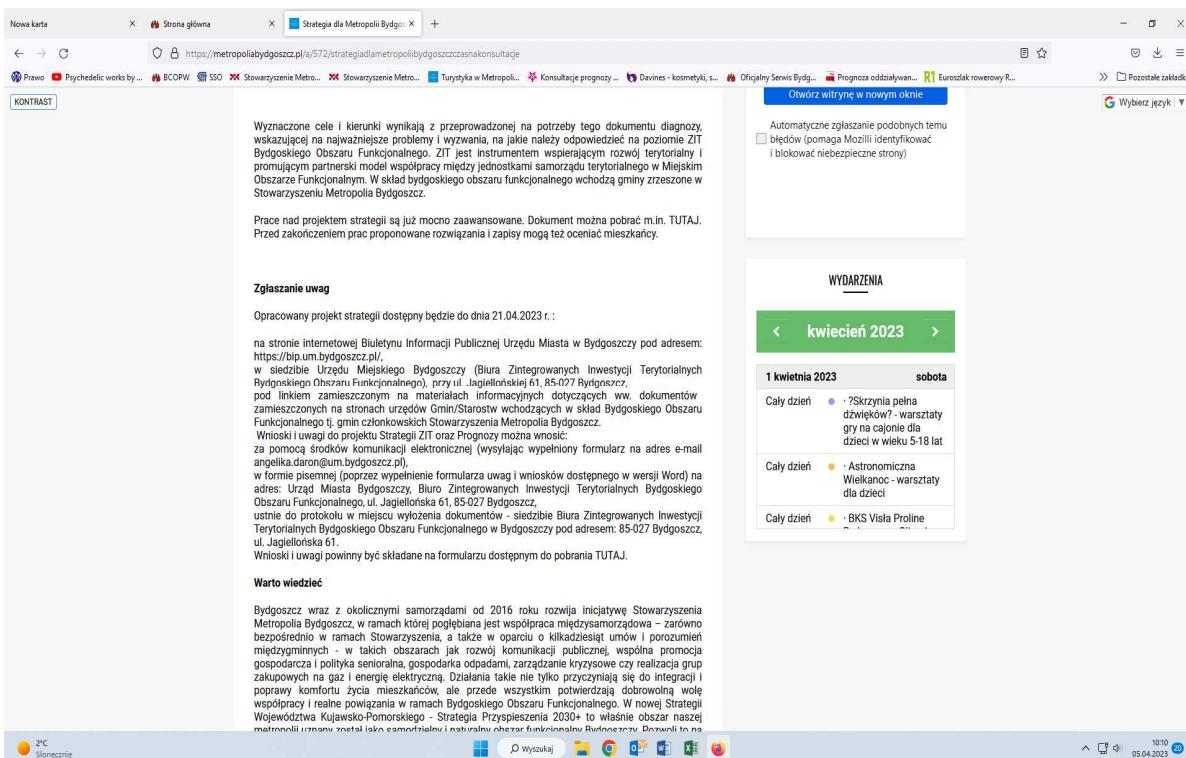 Nowa karta
Strona główna
Strategia dla Metropolii Bydgos
https://metropoliabydgoszcz.pl/a/572/strategiadlametropoliibydgoszczczasnakonsultacje
Prawo
Psychedelic works by ...
BCOPW
SSO
Stowarzyszenie Metro...
Stowarzyszenie Metro...
Turystyka w Metropoli...
Konsultacje prognozy ...
Davines - kosmetyki, s...
Oficjalny Serwis Bydg...
Prognoza oddziaływan...
R1 Euroszlak rowerowy R...
Pozostałe zakładk
KONTRAST
Wyznaczone cele i kierunki wynikają z przeprowadzonej na potrzeby tego dokumentu diagnozy,
wskazującej na najważniejsze problemy i wyzwania, na jakie należy odpowiedzieć na poziomie ZIT
Bydgoskiego Obszaru Funkcjonalnego. ZIT jest instrumentem wspierającym rozwój terytorialny i
promującym partnerski model współpracy między jednostkami samorządu terytorialnego w Miejskim
Obszarze Funkcjonalnym. W skład bydgoskiego obszaru funkcjonalnego wchodzą gminy zrzeszone w
Stowarzyszeniu Metropolia Bydgoszcz.
Prace nad projektem strategii są już mocno zaawansowane. Dokument można pobrać m.in. TUTAJ.
Przed zakończeniem prac proponowane rozwiązania i zapisy mogą też oceniać mieszkańcy.
Zgłaszanie uwag
Opracowany projekt strategii dostępny będzie do dnia 21.04.2023 r. :
na stronie internetowej Biuletynu Informacji Publicznej Urzędu Miasta w Bydgoszczy pod adresem:
https://bip.um.bydgoszcz.pl/,
w siedzibie Urzędu Miejskiego Bydgoszczy (Biura Zintegrowanych Inwestycji Terytorialnych
Bydgoskiego Obszaru Funkcjonalnego), przy ul. Jagiellońskiej 61, 85-027 Bydgoszcz,
pod linkiem zamieszczonym na materiałach informacyjnych dotyczących ww. dokumentów
zamieszczonych na stronach urzędów Gmin/Starostw wchodzących w skład Bydgoskiego Obszaru
Funkcjonalnego tj. gmin członkowskich Stowarzyszenia Metropolia Bydgoszcz.
Wnioski i uwagi do projektu Strategii ZIT oraz Prognozy można wnosić:
za pomocą środków komunikacji elektronicznej (wysyłając wypełniony formularz na adres e-mail
angelika.daron@um.bydgoszcz.pl),
w formie pisemnej (poprzez wypełnienie formularza uwag i wniosków dostępnego w wersji Word) na
adres: Urząd Miasta Bydgoszczy, Biuro Zintegrowanych Inwestycji Terytorialnych Bydgoskiego
Obszaru Funkcjonalnego, ul. Jagiellońska 61, 85-027 Bydgoszcz,
ustnie do protokołu w miejscu wyłożenia dokumentów - siedzibie Biura Zintegrowanych Inwestycji
Terytorialnych Bydgoskiego Obszaru Funkcjonalnego w Bydgoszczy pod adresem: 85-027 Bydgoszcz,
ul. Jagiellońska 61.
Wnioski i uwagi powinny być składane na formularzu dostępnym do pobrania TUTAJ.
Warto wiedzieć
Bydgoszcz wraz z okolicznymi samorządami od 2016 roku rozwija inicjatywę Stowarzyszenia
Metropolia Bydgoszcz, w ramach której pogłębiana jest współpraca międzysamorządowa – zarówno
bezpośrednio w ramach Stowarzyszenia, a także w oparciu o kilkadziesiąt umów i porozumień
międzygminnych - w takich obszarach jak rozwój komunikacji publicznej, wspólna promocja
gospodarcza i polityka senioralna, gospodarka odpadami, zarządzanie kryzysowe czy realizacja grup
zakupowych na gaz i energię elektryczną. Działania takie nie tylko przyczyniają się do integracji i
poprawy komfortu życia mieszkańców, ale przede wszystkim potwierdzają dobrowolną wolę
współpracy i realne powiązania w ramach Bydgoskiego Obszaru Funkcjonalnego. W nowej Strategii
Województwa Kujawsko-Pomorskiego - Strategia Przyspieszenia 2030+ to właśnie obszar naszej
metropolii uznany został jako samodzielny i naturalny obszar funkcjonalny Bydgoszczy. Pozwoli to na
Otwórz witrynę w nowym oknie
Automatyczne zgłaszanie podobnych temu
błędów (pomaga Mozilli identyfikować
i blokować niebezpieczne strony)
WYDARZENIA
kwiecień 2023
1 kwietnia 2023 sobota
Cały dzień · ?Skrzynia pełna
dźwięków? - warsztaty
gry na cajonie dla
dzieci w wieku 5-18 lat
Cały dzień · Astronomiczna
Wielkanoc - warsztaty
dla dzieci
Cały dzień · BKS Visła Proline
Wybierz język
2°C
Słonecznie
Wyszukaj
10:10
05.04.2023
20